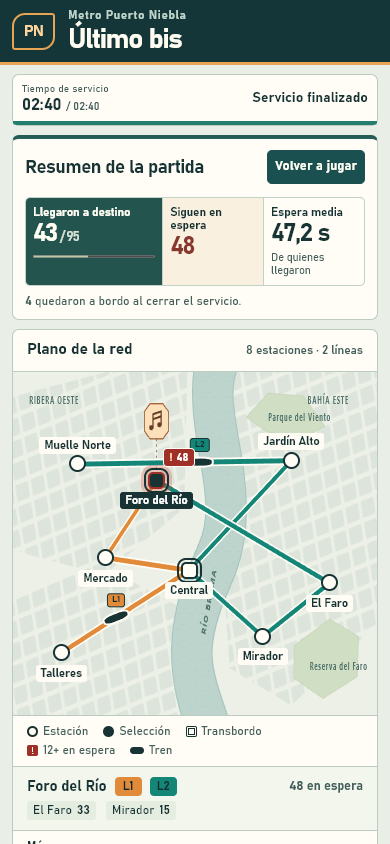 PN
Metro Puerto Niebla
Último bis
Tiempo de servicio
02:40 / 02:40
Servicio finalizado
Resumen de la partida
Volver a jugar
Llegaron a destino
43/95
Siguen en
espera
48
Espera media
47,2 s
De quienes
llegaron
4 quedaron a bordo al cerrar el servicio.
Plano de la red
8 estaciones · 2 líneas
RIBERA OESTE
BAHÍA ESTE
Parque del Viento
Muelle Norte
L2
Jardín Alto
! 48
Foro del Río
Mercado
Central
L1
El Faro
Mirador
Talleres
Reserva del Faro
Estación
Selección
Transbordo
! 12+ en espera
Tren
Foro del Río L1 L2
48 en espera
El Faro 33
Mirador 15